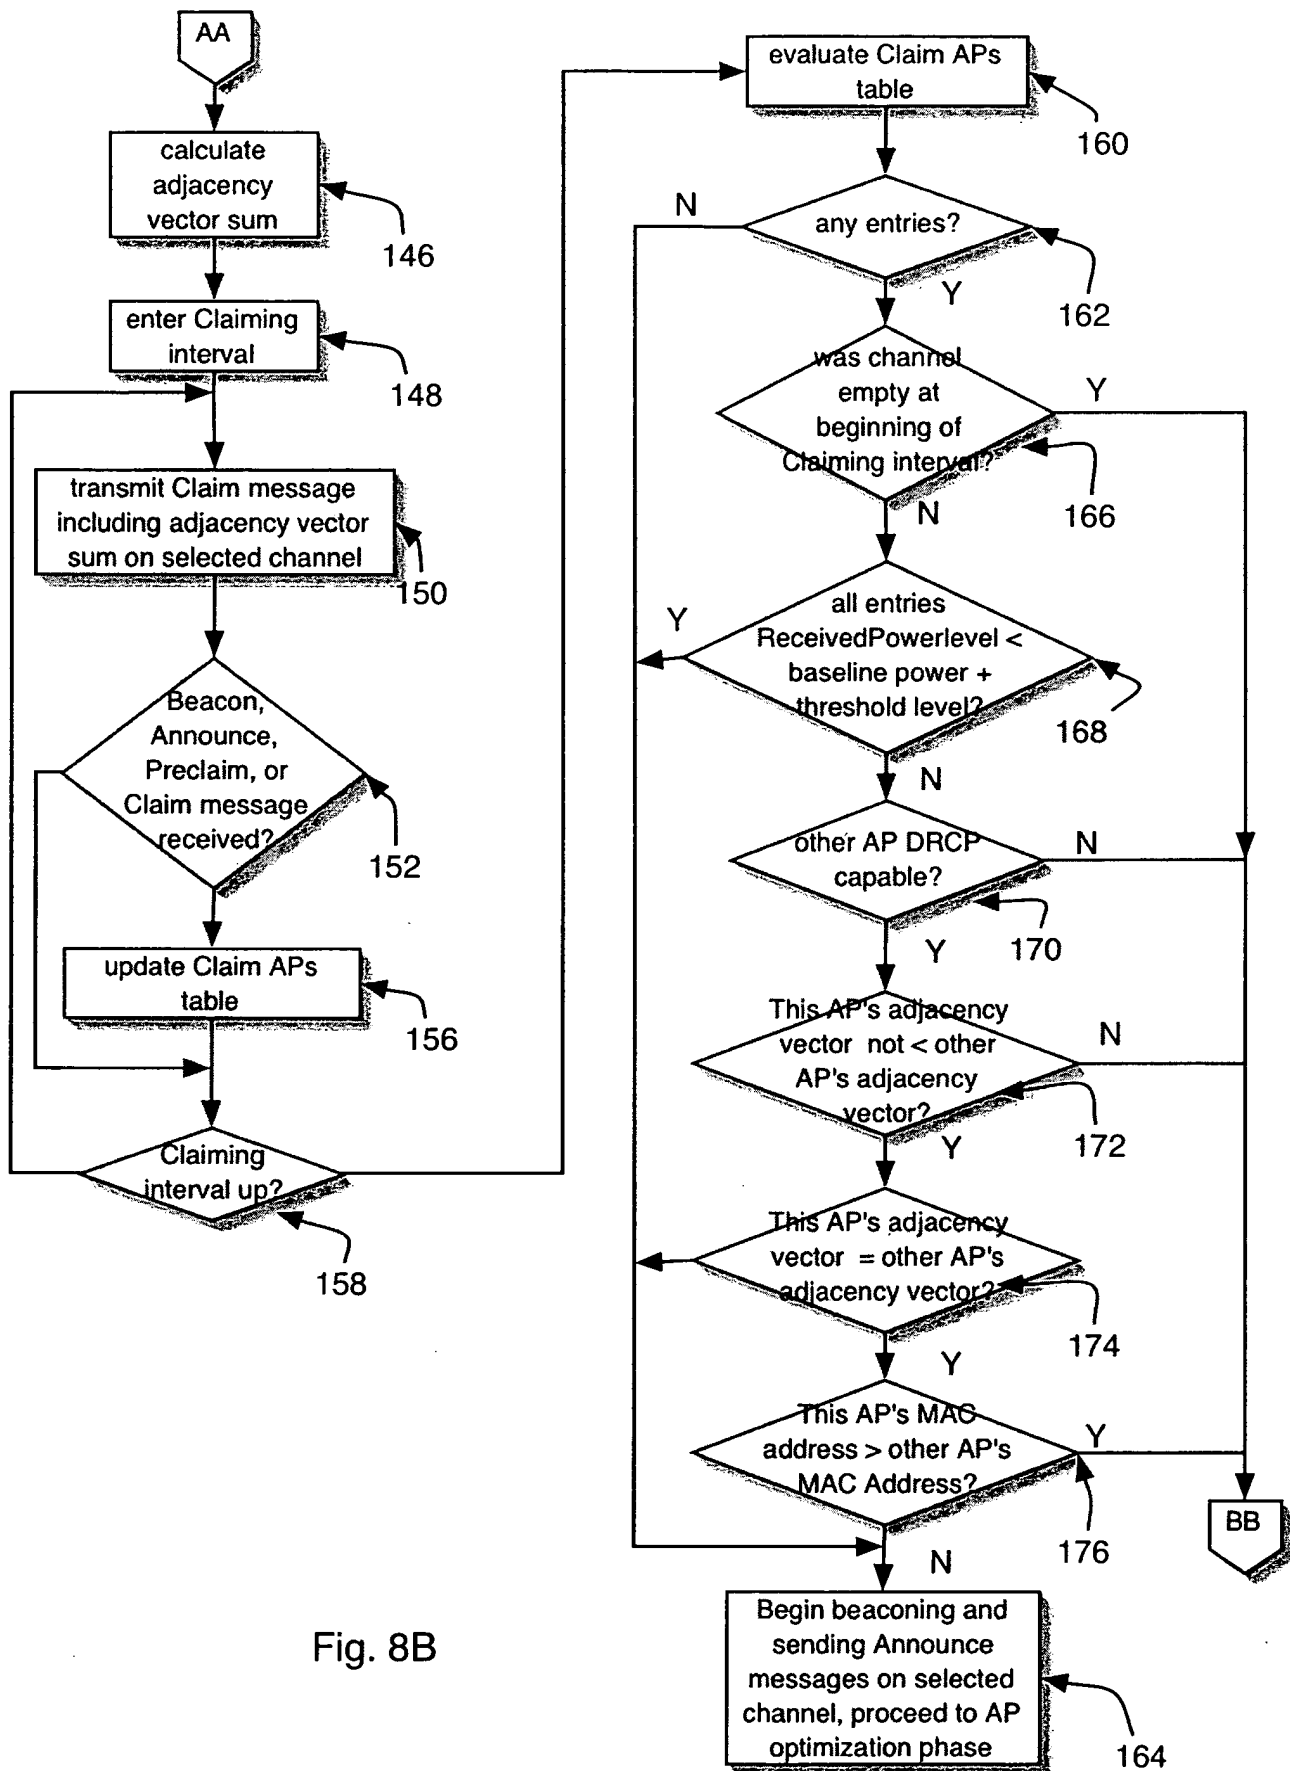 AA
calculate
adjacency
vector sum
146
enter Claiming
interval
148
transmit Claim message
including adjacency vector
sum on selected channel
150
Beacon,
Announce,
Preclaim, or
Claim message
received?
152
update Claim APs
table
156
Claiming
interval up?
158
evaluate Claim APs
table
160
N
any entries?
162
Y
was channel
empty at
beginning of
Claiming interval?
Y
166
N
all entries
ReceivedPowerlevel <
baseline power +
threshold level?
Y
168
N
other AP DRCP
capable?
N
170
Y
This AP's adjacency
vector not < other
AP's adjacency
vector?
N
172
Y
This AP's adjacency
vector = other AP's
adjacency vector?
174
Y
This AP's MAC
address > other AP's
MAC Address?
Y
176
BB
N
Begin beaconing and
sending Announce
messages on selected
channel, proceed to AP
optimization phase
164
Fig. 8B